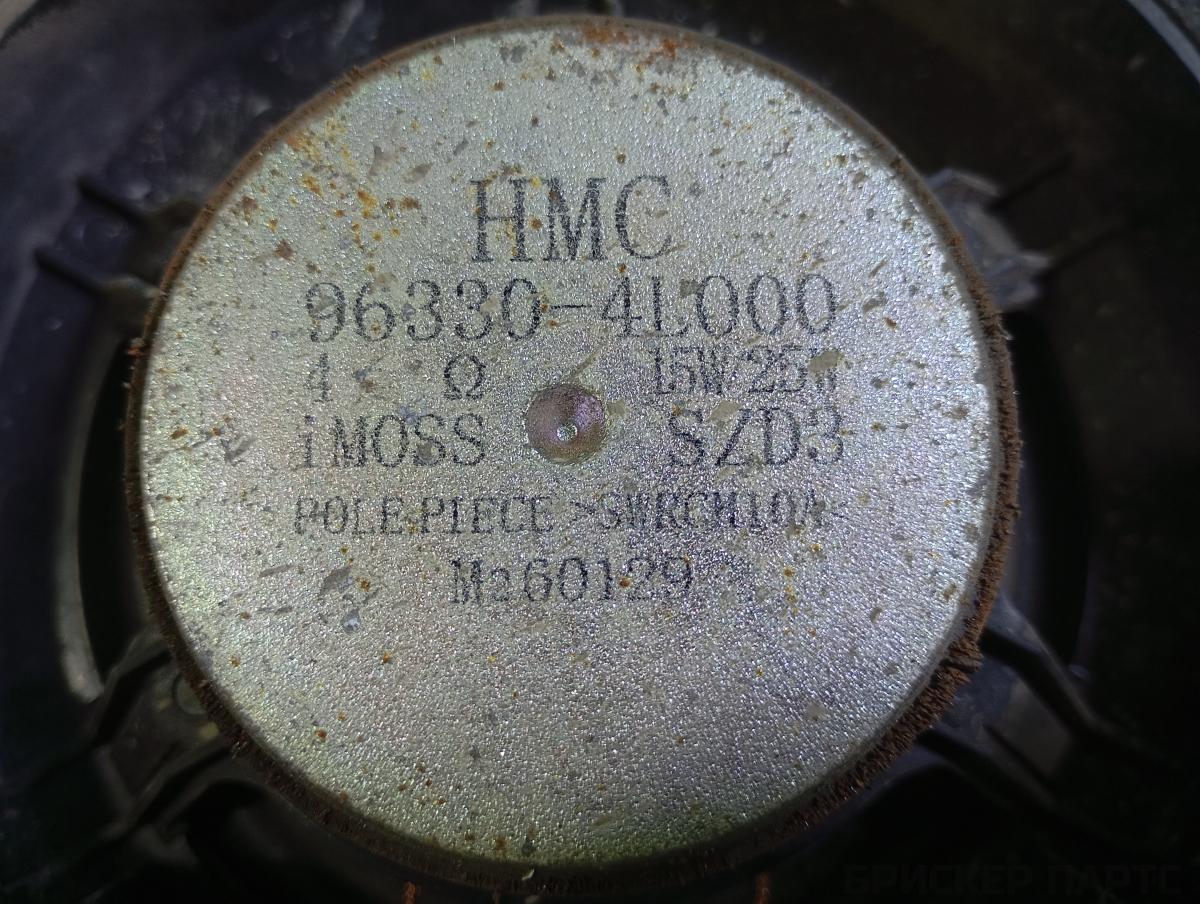 HMC
96330-4L000
4 Ω 15W/25W
iMOSS SZD3
POLE PIECE >SWRCH10A<
M260129
БРИСКЕР ПАРТС